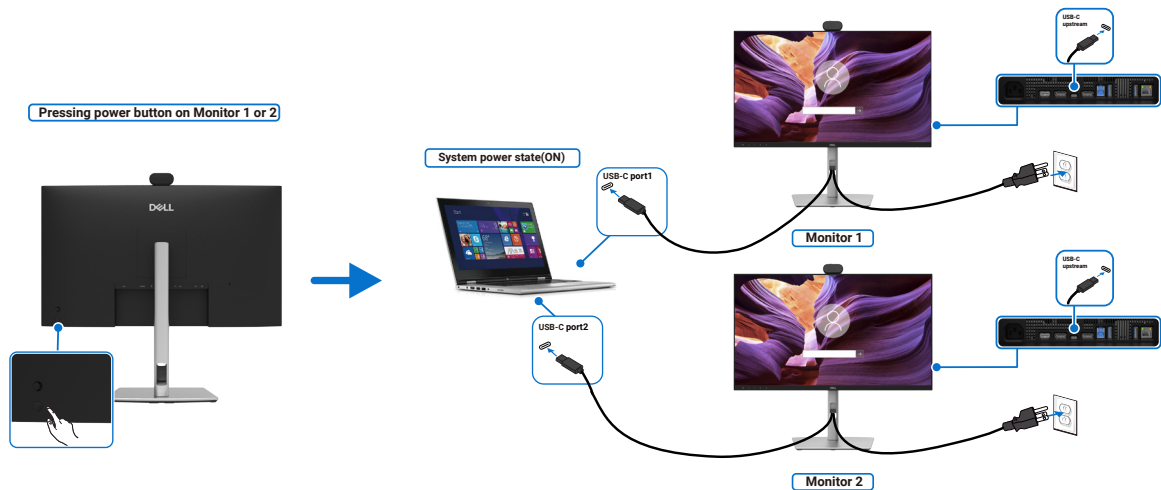 Pressing power button on Monitor 1 or 2
DELL
System power state(ON)
USB-C port1
USB-C
upstream
Monitor 1
USB-C port2
USB-C
upstream
Monitor 2